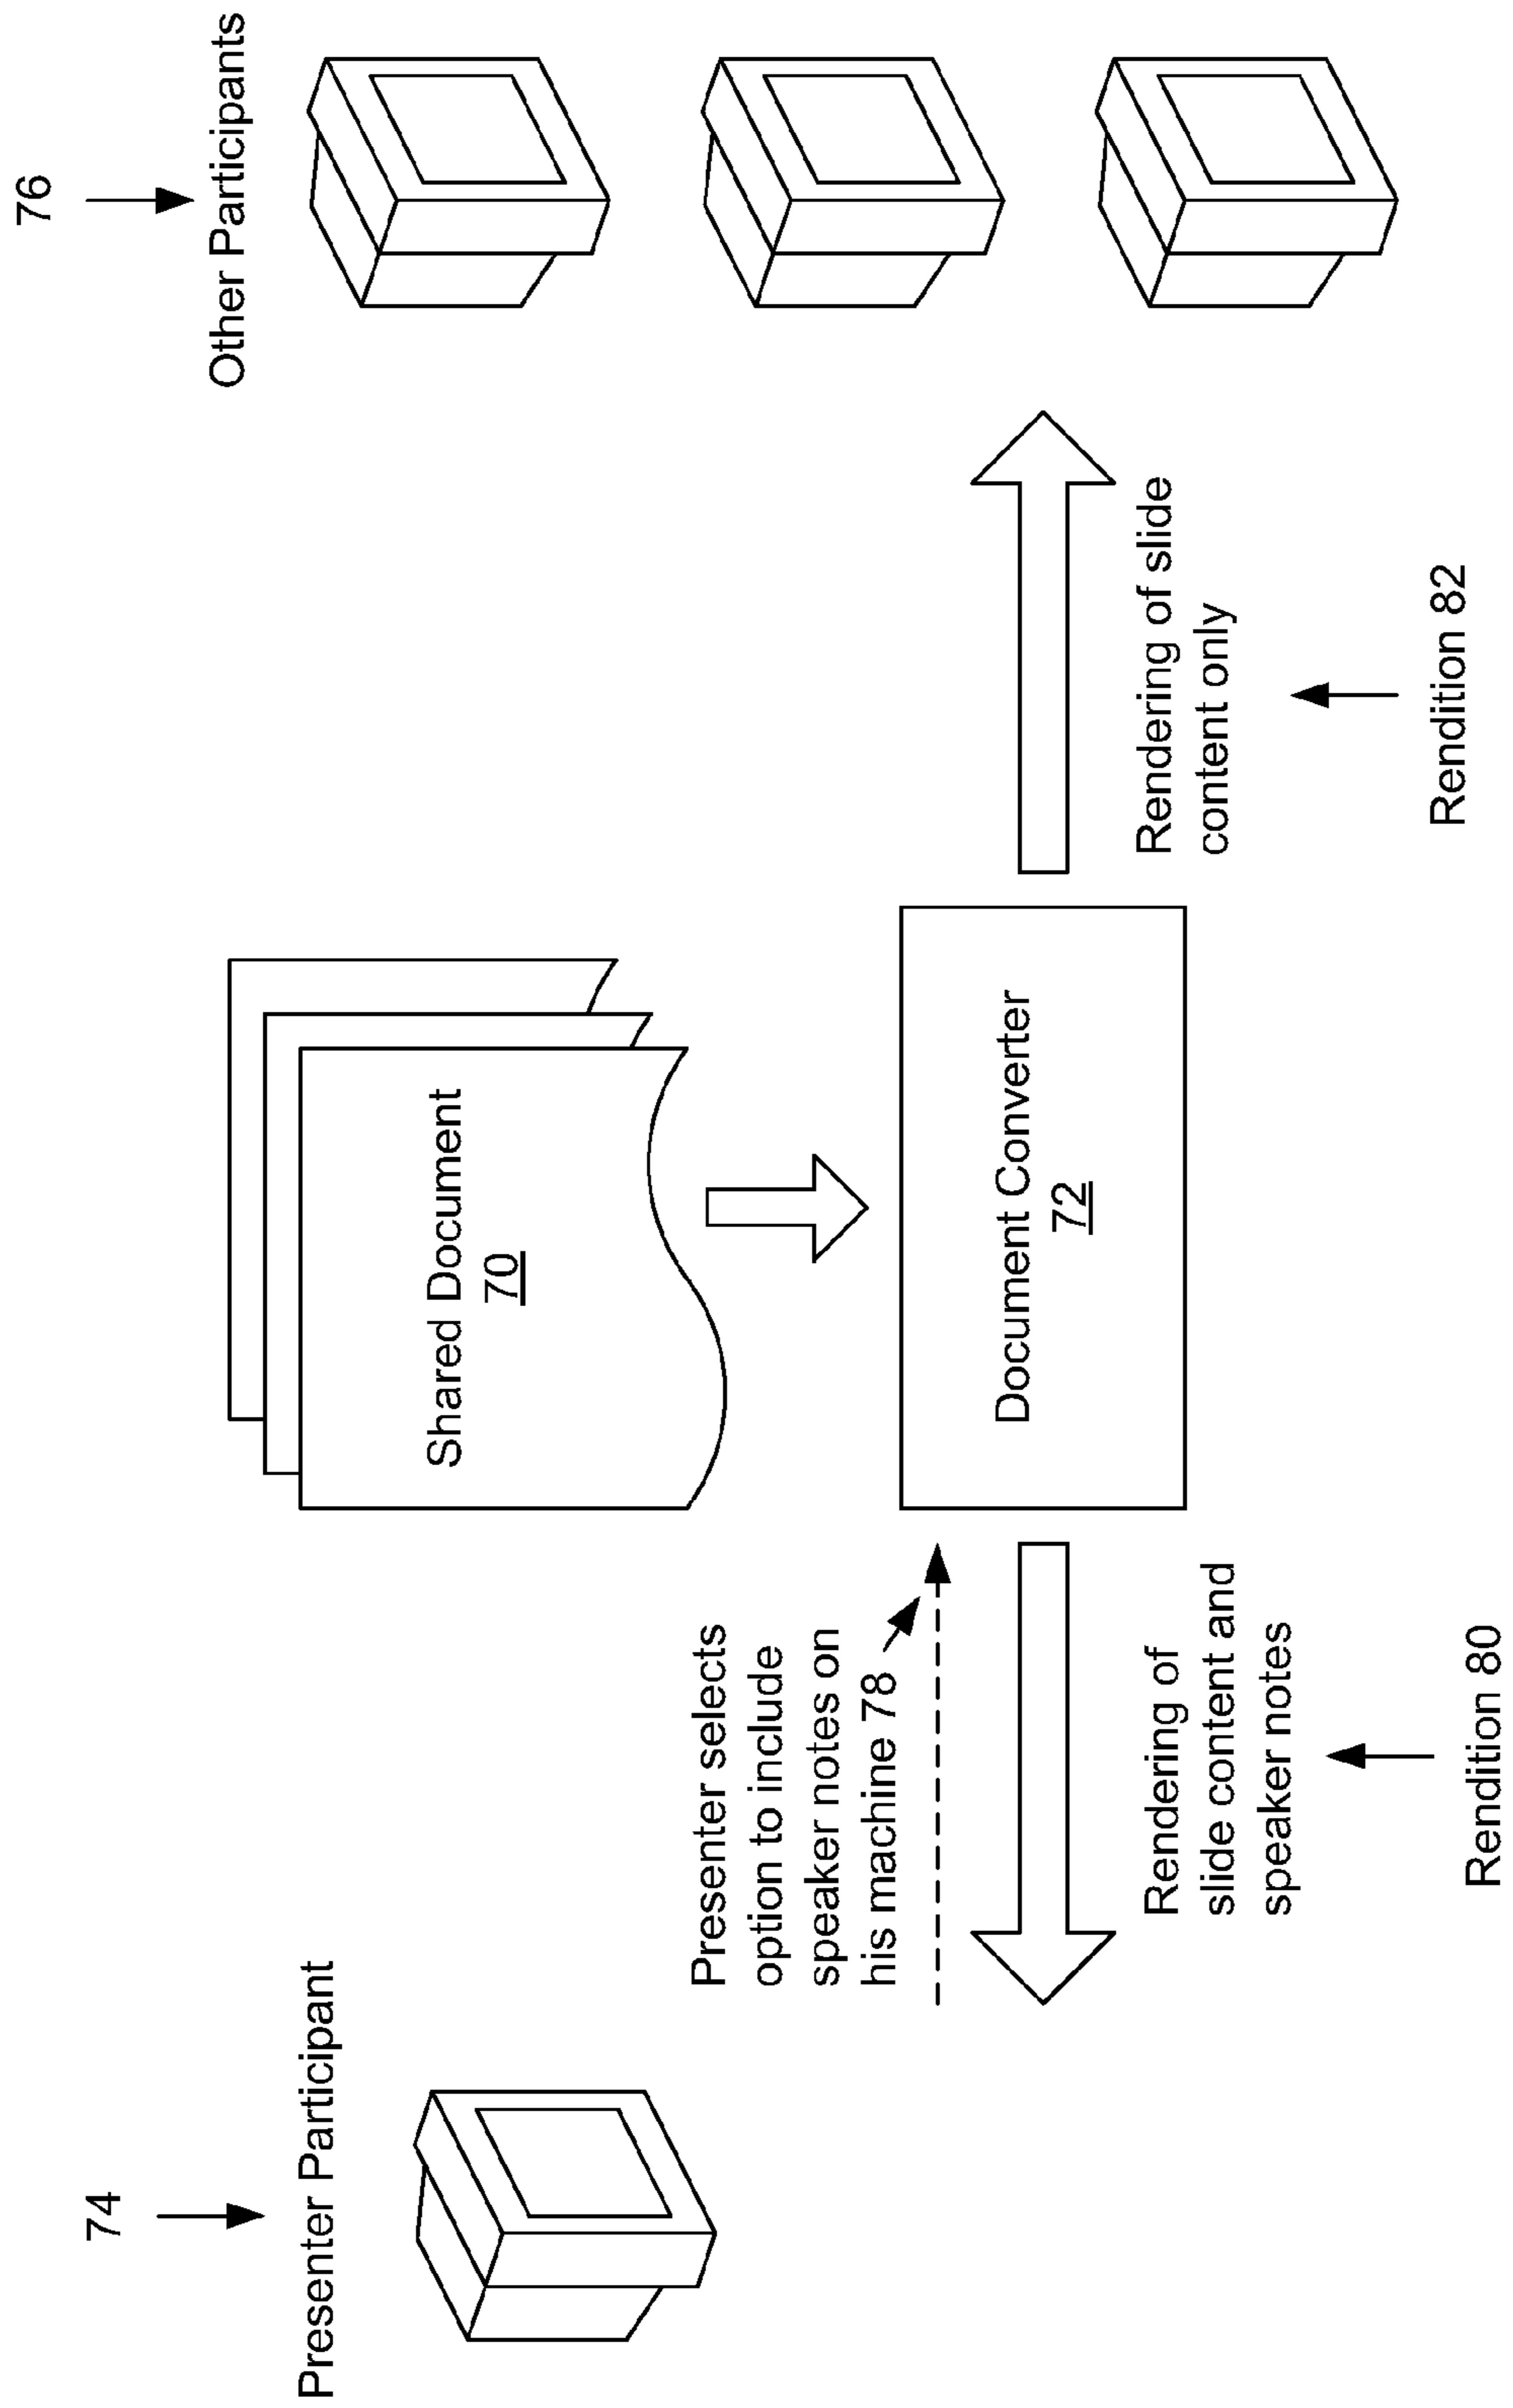 74
Presenter Participant
Shared Document
70
76
Other Participants
Presenter selects
option to include
speaker notes on
his machine 78
Document Converter
72
Rendering of
slide content and
speaker notes
Rendition 80
Rendering of slide
content only
Rendition 82